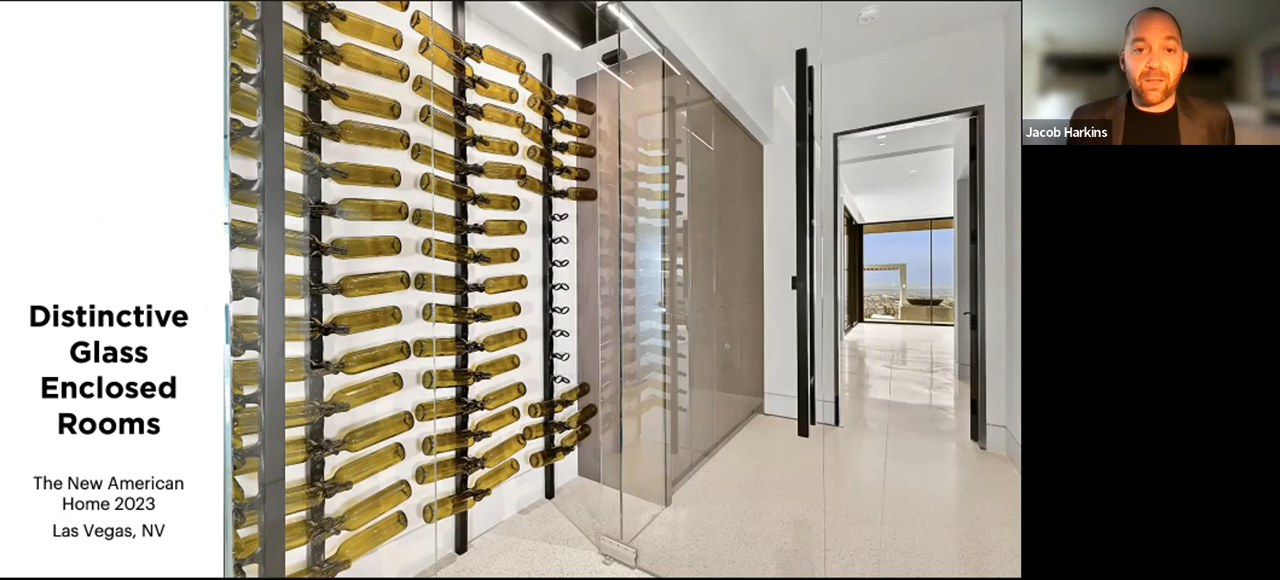 Distinctive
Glass
Enclosed
Rooms
The New American
Home 2023
Las Vegas, NV
Jacob Harkins